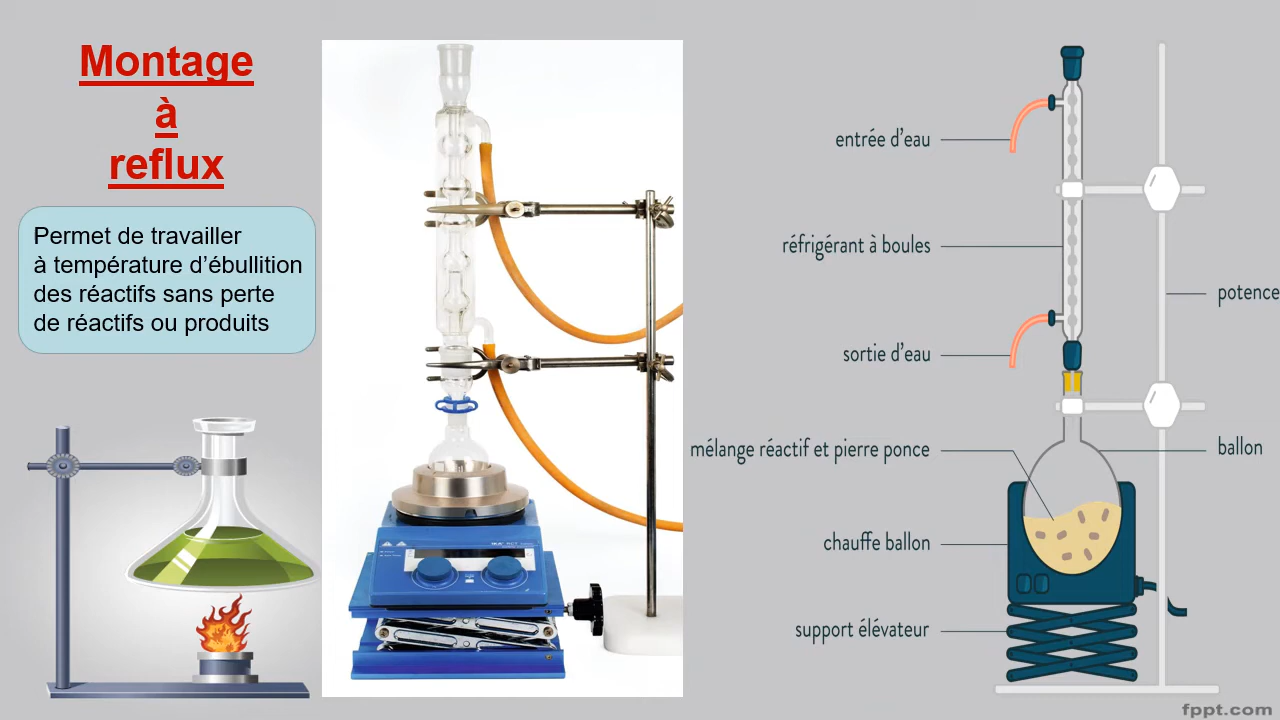 Montage
à
reflux
Permet de travailler
à température d’ébullition
des réactifs sans perte
de réactifs ou produits
entrée d’eau
réfrigérant à boules
potence
sortie d’eau
mélange réactif et pierre ponce
ballon
chauffe ballon
support élévateur
fppt.com